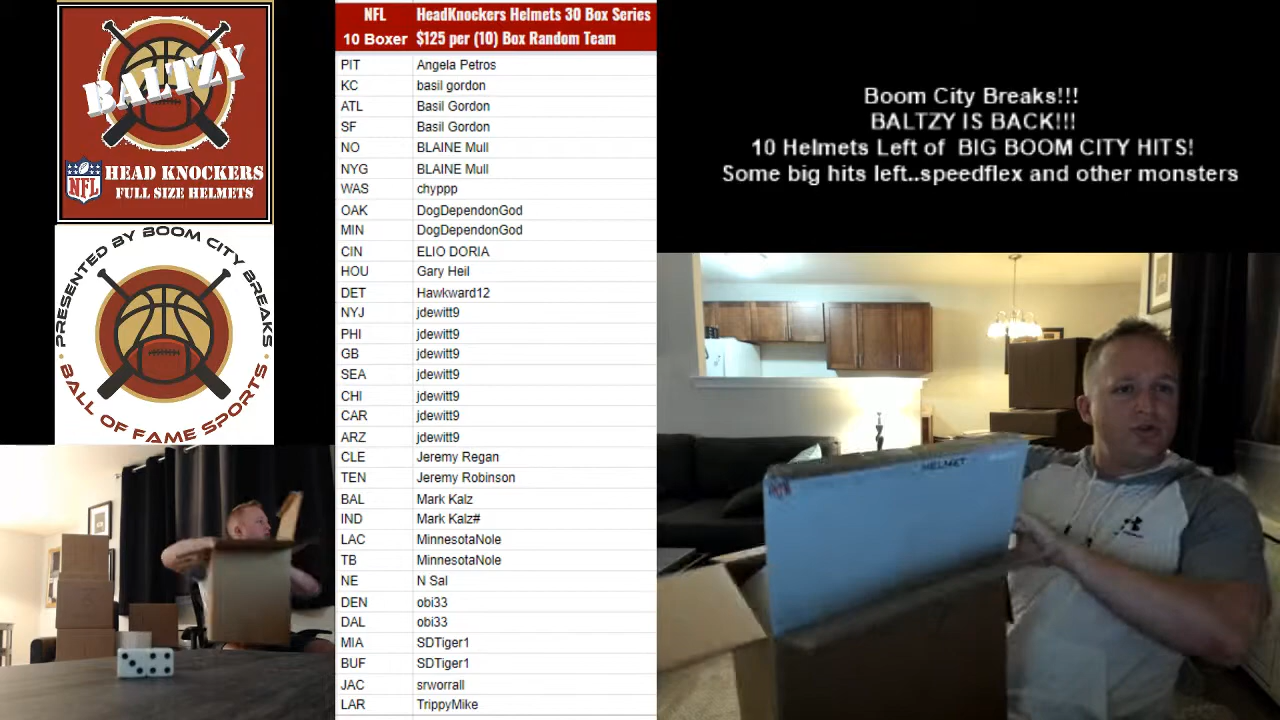 BALTZY
NFL
HEAD KNOCKERS
FULL SIZE HELMETS
PRESENTED BY BOOM CITY BREAKS
BALL OF FAME SPORTS
NFL HeadKnockers Helmets 30 Box Series
10 Boxer $125 per (10) Box Random Team
PIT Angela Petros
KC basil gordon
ATL Basil Gordon
SF Basil Gordon
NO BLAINE Mull
NYG BLAINE Mull
WAS chyppp
OAK DogDependonGod
MIN DogDependonGod
CIN ELIO DORIA
HOU Gary Heil
DET Hawkward12
NYJ jdewitt9
PHI jdewitt9
GB jdewitt9
SEA jdewitt9
CHI jdewitt9
CAR jdewitt9
ARZ jdewitt9
CLE Jeremy Regan
TEN Jeremy Robinson
BAL Mark Kalz
IND Mark Kalz#
LAC MinnesotaNole
TB MinnesotaNole
NE N Sal
DEN obi33
DAL obi33
MIA SDTiger1
BUF SDTiger1
JAC srworrall
LAR TrippyMike
Boom City Breaks!!!
BALTZY IS BACK!!!
10 Helmets Left of BIG BOOM CITY HITS!
Some big hits left..speedflex and other monsters
HELMET